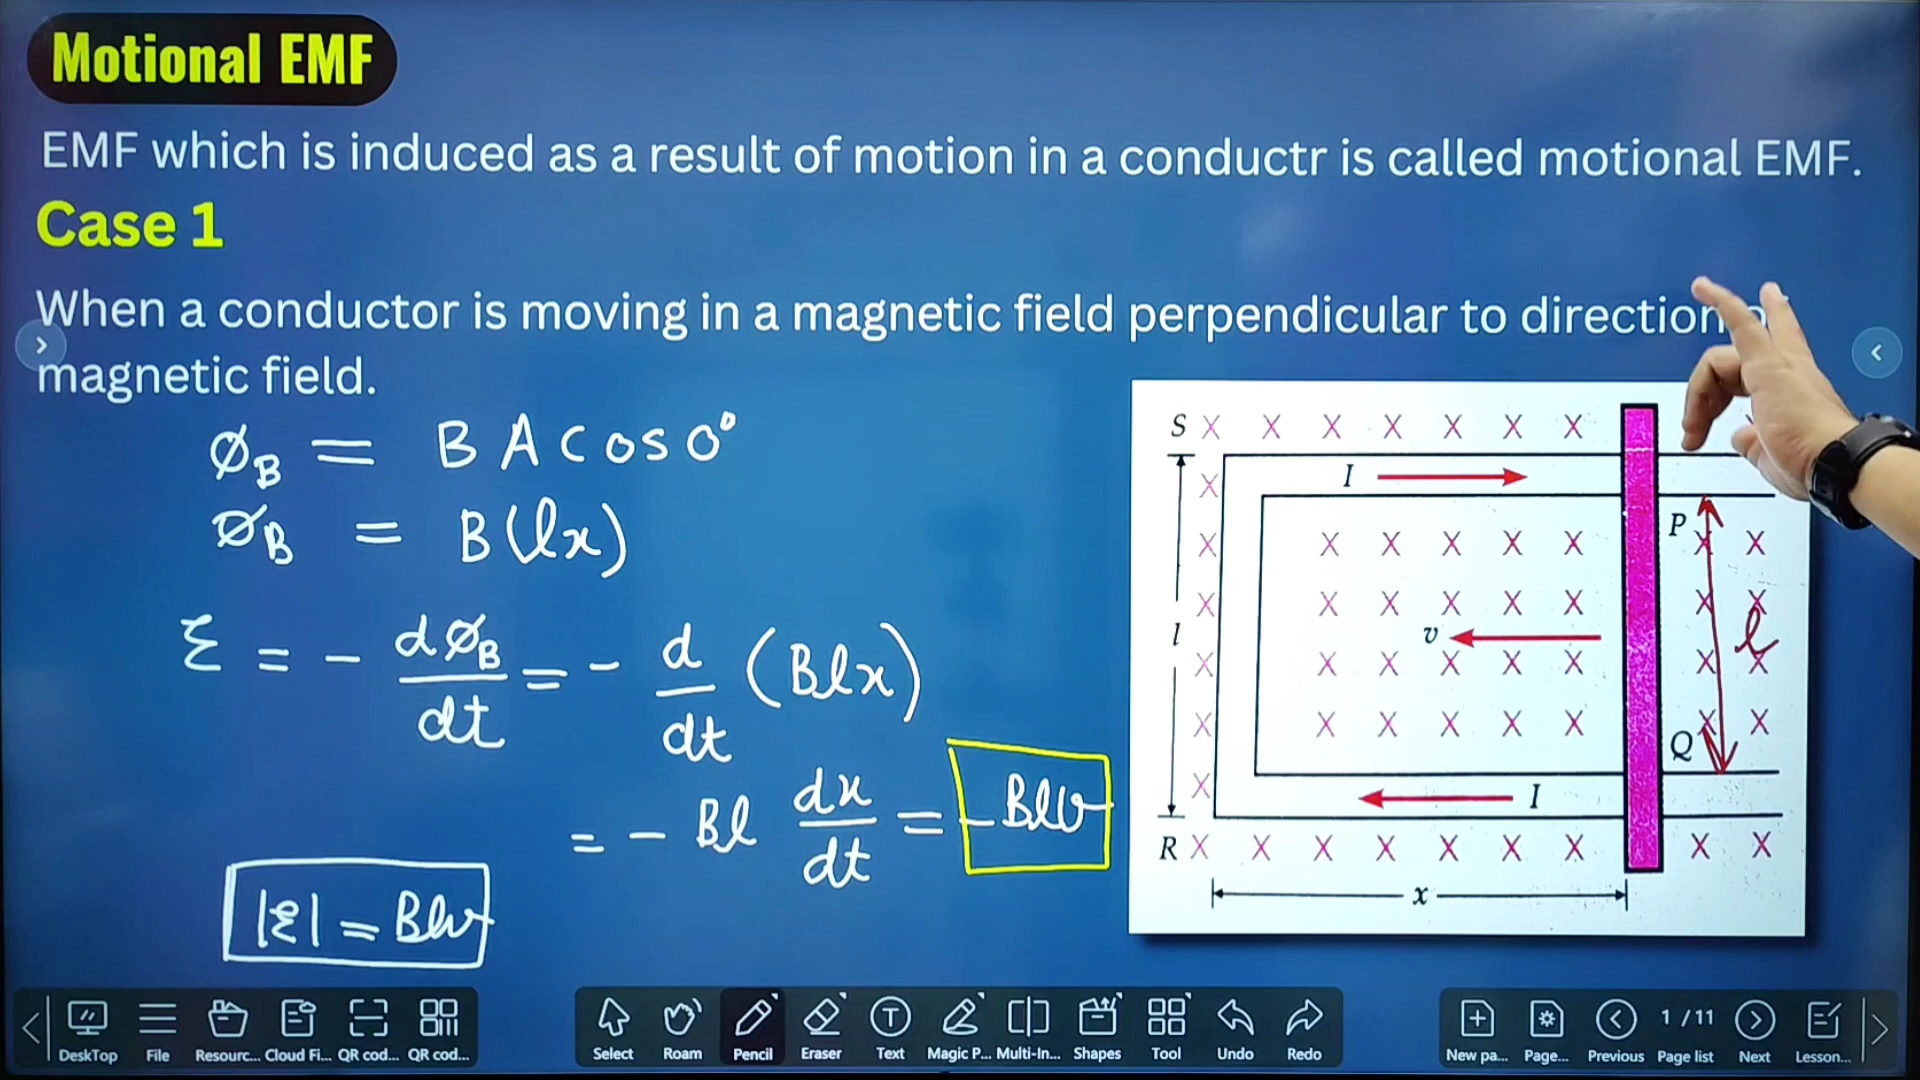 Motional EMF
EMF which is induced as a result of motion in a conductr is called motional EMF.
Case 1
When a conductor is moving in a magnetic field perpendicular to direction
magnetic field.
ØB = BA cos 0°
ØB = B(lx)
Ɛ = - dØB/dt = - d/dt (Blx)
= - Bl dx/dt = -Blv
|Ɛ| = Blv
S
I
P
l
v
l
Q
I
R
x
DeskTop File Resourc... Cloud Fi... QR cod... QR cod...
Select Roam Pencil Eraser Text Magic P... Multi-In... Shapes Tool Undo Redo
New pa... Page... Previous 1 / 11 Page list Next Lesson...